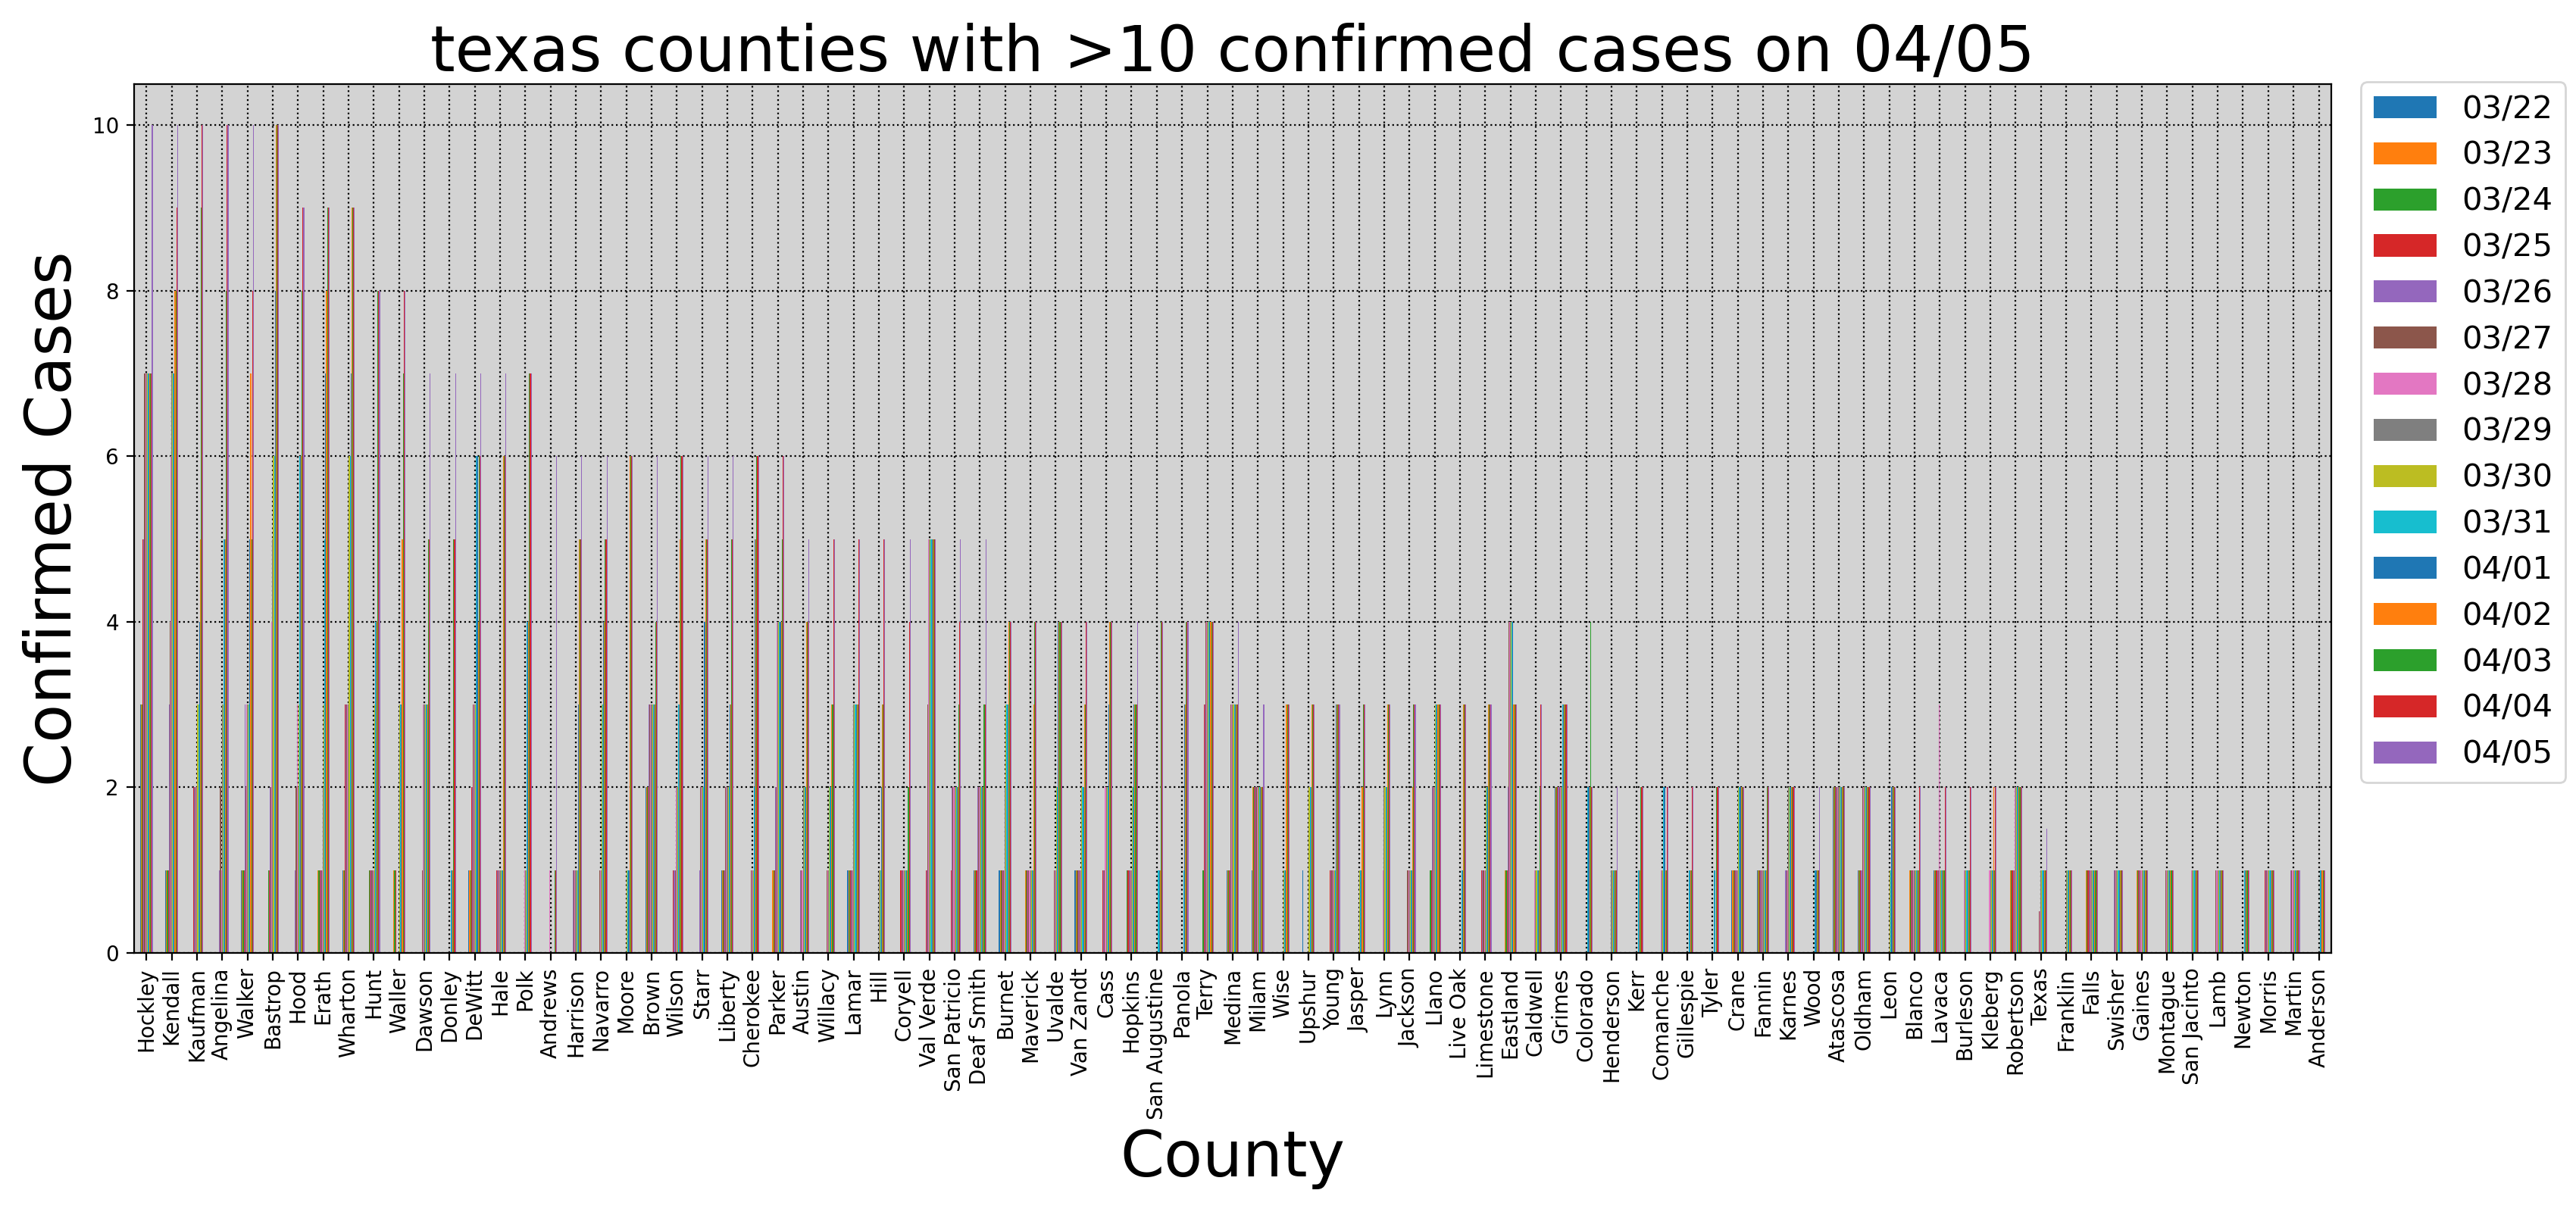 texas counties with >10 confirmed cases on 04/05
Confirmed Cases
10
8
6
4
2
0
Hockley
Kendall
Kaufman
Angelina
Walker
Bastrop
Hood
Erath
Wharton
Hunt
Waller
Dawson
Donley
DeWitt
Hale
Polk
Andrews
Harrison
Navarro
Moore
Brown
Wilson
Starr
Liberty
Cherokee
Parker
Austin
Willacy
Lamar
Hill
Coryell
Val Verde
San Patricio
Deaf Smith
Burnet
Maverick
Uvalde
Van Zandt
Cass
Hopkins
San Augustine
Panola
Terry
Medina
Milam
Wise
Upshur
Young
Jasper
Lynn
Jackson
Llano
Live Oak
Limestone
Eastland
Caldwell
Grimes
Colorado
Henderson
Kerr
Comanche
Gillespie
Tyler
Crane
Fannin
Karnes
Wood
Atascosa
Oldham
Leon
Blanco
Lavaca
Burleson
Kleberg
Robertson
Texas
Franklin
Falls
Swisher
Gaines
Montague
San Jacinto
Lamb
Newton
Morris
Martin
Anderson
County
03/22
03/23
03/24
03/25
03/26
03/27
03/28
03/29
03/30
03/31
04/01
04/02
04/03
04/04
04/05